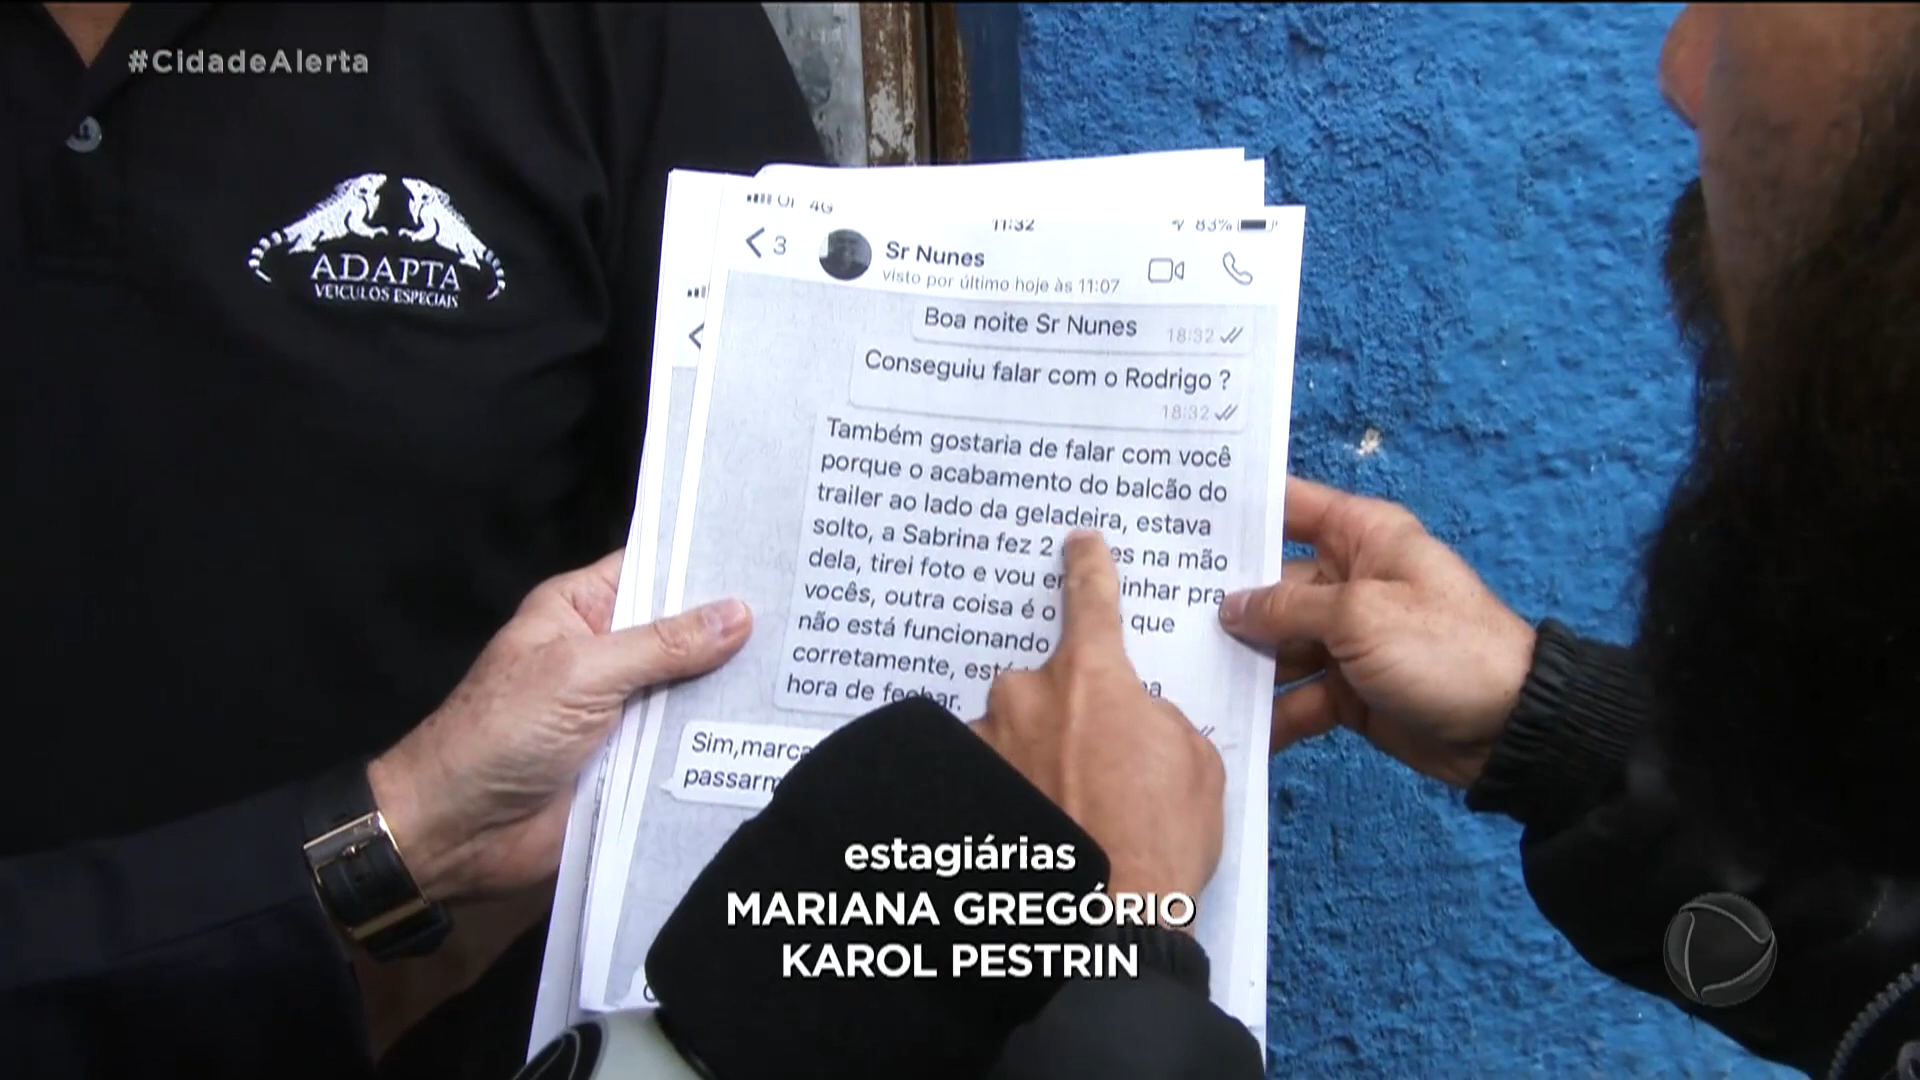 #CidadeAlerta
ADAPTA
VEICULOS ESPECIAIS
OI 4G
11:32
83%
3
Sr Nunes
visto por último hoje às 11:07
Boa noite Sr Nunes
18:32
Conseguiu falar com o Rodrigo ?
18:32
Também gostaria de falar com você
porque o acabamento do balcão do
trailer ao lado da geladeira, estava
solto, a Sabrina fez 2 na mão
dela, tirei foto e vou pra
vocês, outra coisa é o que
não está funcionando
corretamente,
hora de fechar.
estagiárias
MARIANA GREGÓRIO
KAROL PESTRIN